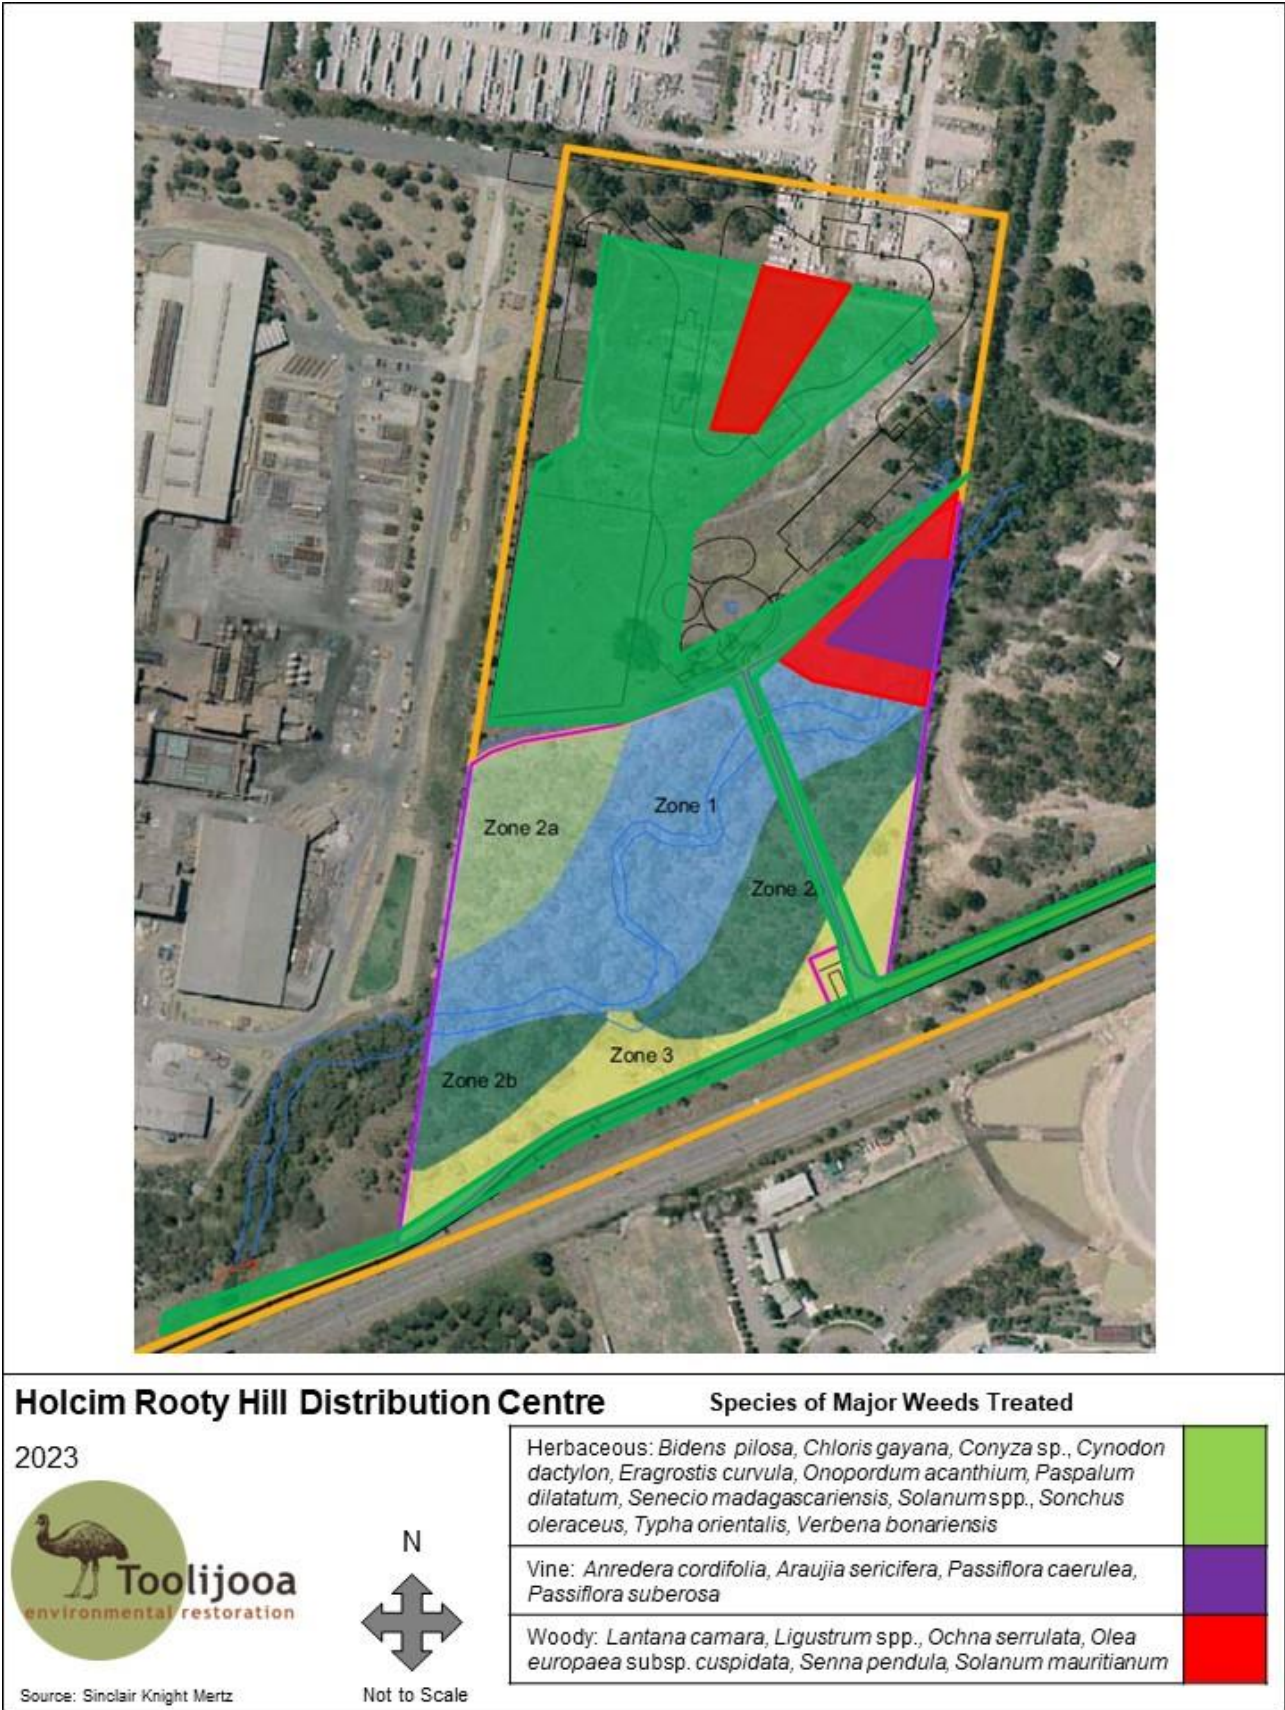 Zone 1
Zone 2a
Zone 2
Zone 3
Zone 2b
Holcim Rooty Hill Distribution Centre
2023
Toolijooa
environmental restoration
Source: Sinclair Knight Mertz
N
Not to Scale
Species of Major Weeds Treated
Herbaceous: Bidens pilosa, Chloris gayana, Conyza sp., Cynodon
dactylon, Eragrostis curvula, Onopordum acanthium, Paspalum
dilatatum, Senecio madagascariensis, Solanum spp., Sonchus
oleraceus, Typha orientalis, Verbena bonariensis
Vine: Anredera cordifolia, Araujia sericifera, Passiflora caerulea,
Passiflora suberosa
Woody: Lantana camara, Ligustrum spp., Ochna serrulata, Olea
europaea subsp. cuspidata, Senna pendula, Solanum mauritianum